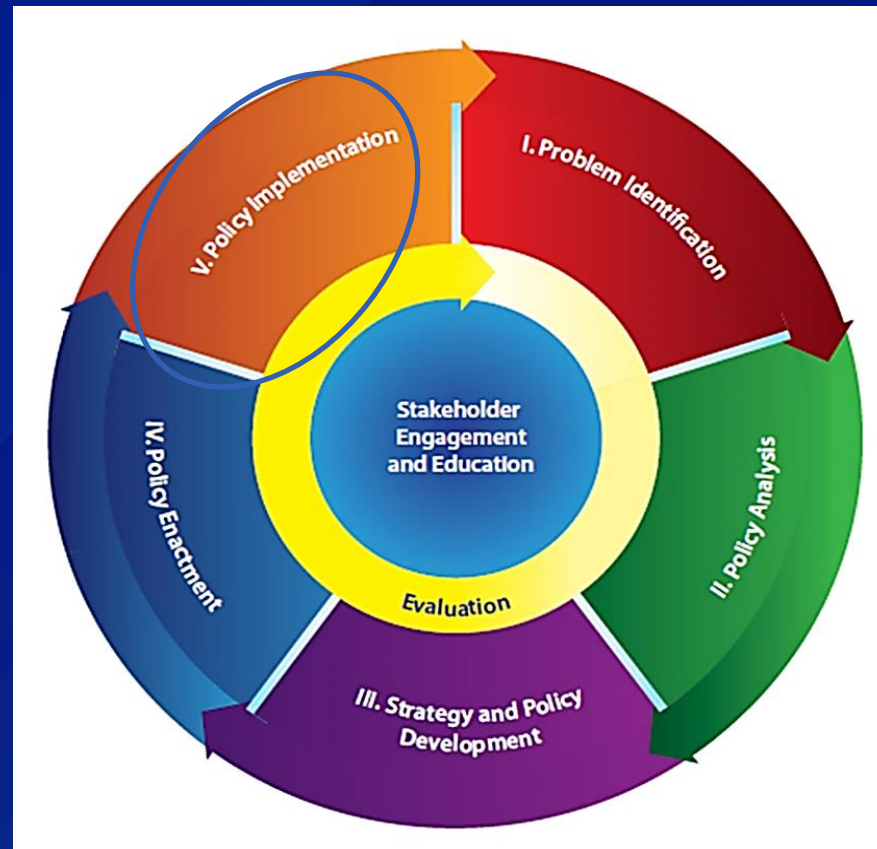 I. Problem Identification
II. Policy Analysis
III. Strategy and Policy
Development
IV. Policy Enactment
V. Policy Implementation
Evaluation
Stakeholder
Engagement
and Education